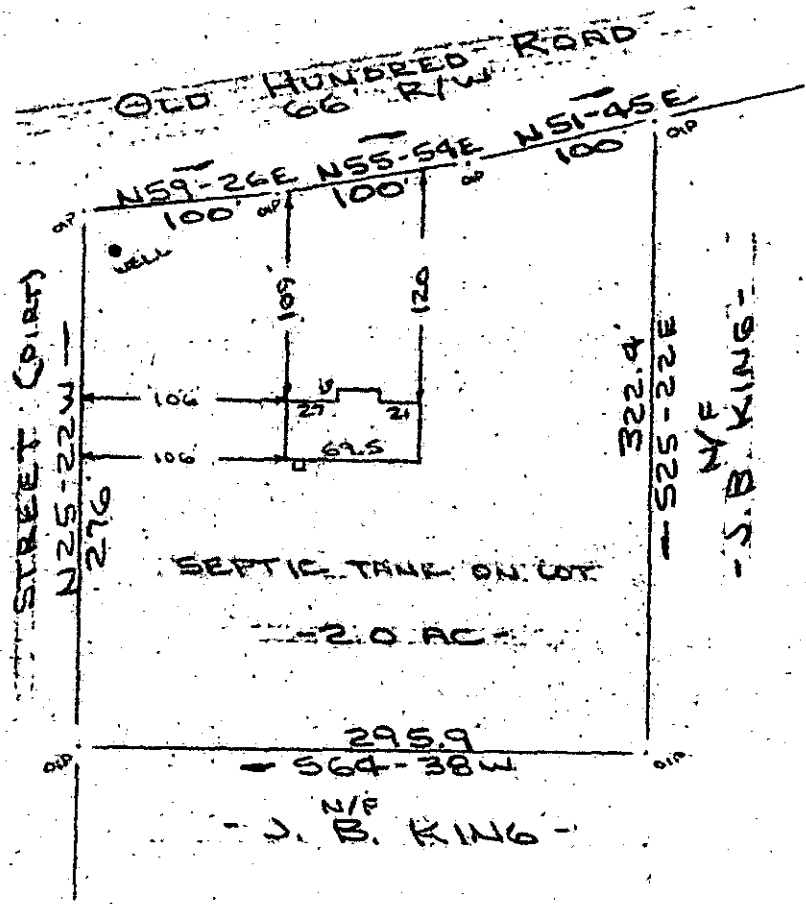 OLD HUNDRED ROAD
66' R/W
N59-26E
100'
N55-54E
100'
N51-45E
100'
OIP
OIP
OIP
OIP
WELL
109'
120
STREET (DIRT)
N25-22W
276'
106'
27
21
106'
69.5
322.4'
S25-22E
N/F
- J. B. KING -
SEPTIC TANK ON LOT
-2.0 AC-
295.9
S64-38W
OIP
OIP
N/F
- J. B. KING -